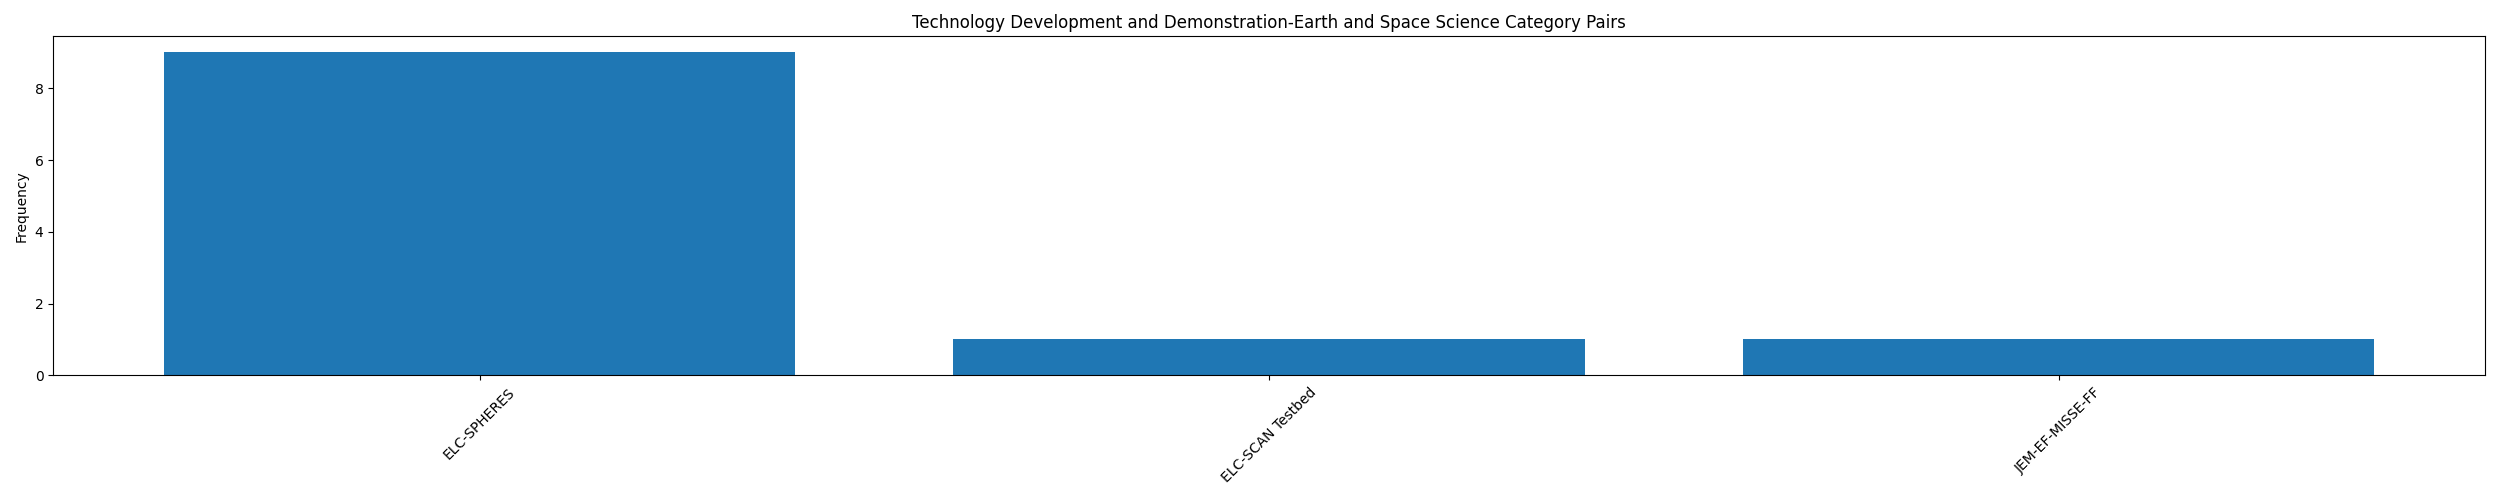 Technology Development and Demonstration-Earth and Space Science Category Pairs
Frequency
8
6
4
2
0
ELC-SPHERES
ELC-SCAN Testbed
JEM-EF-MISSE-FF